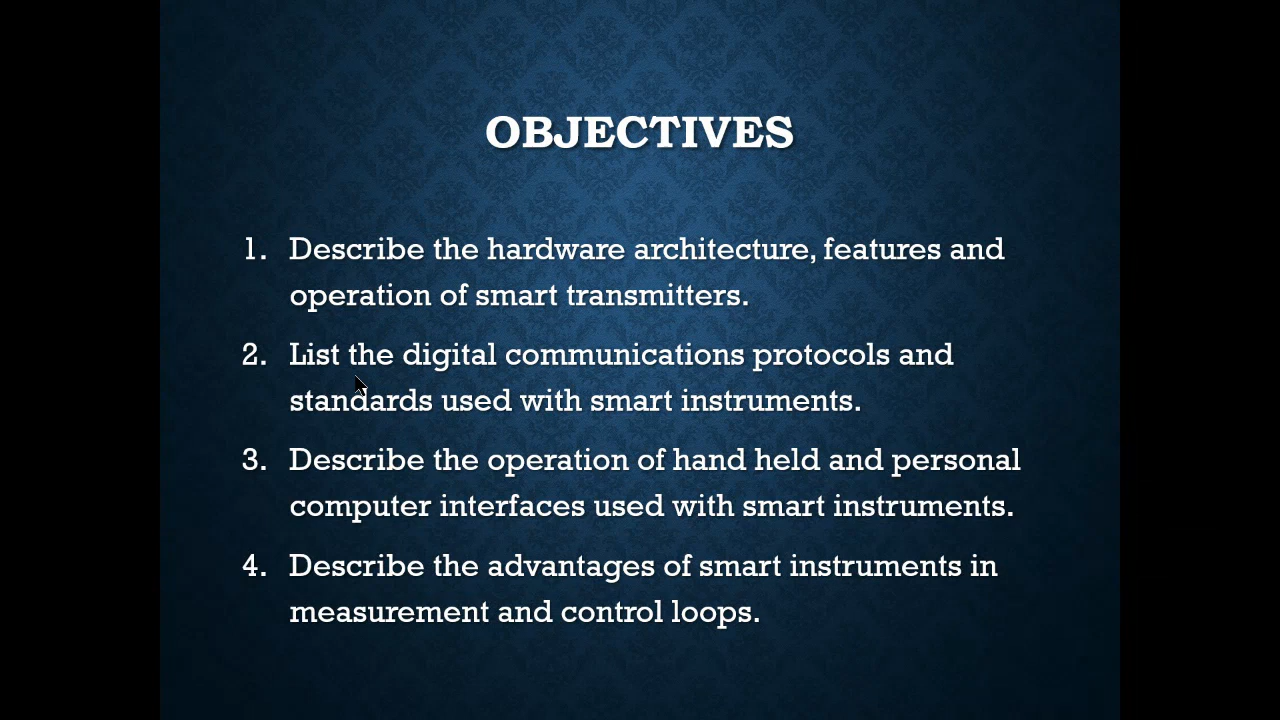 OBJECTIVES
1. Describe the hardware architecture, features and
operation of smart transmitters.
2. List the digital communications protocols and
standards used with smart instruments.
3. Describe the operation of hand held and personal
computer interfaces used with smart instruments.
4. Describe the advantages of smart instruments in
measurement and control loops.